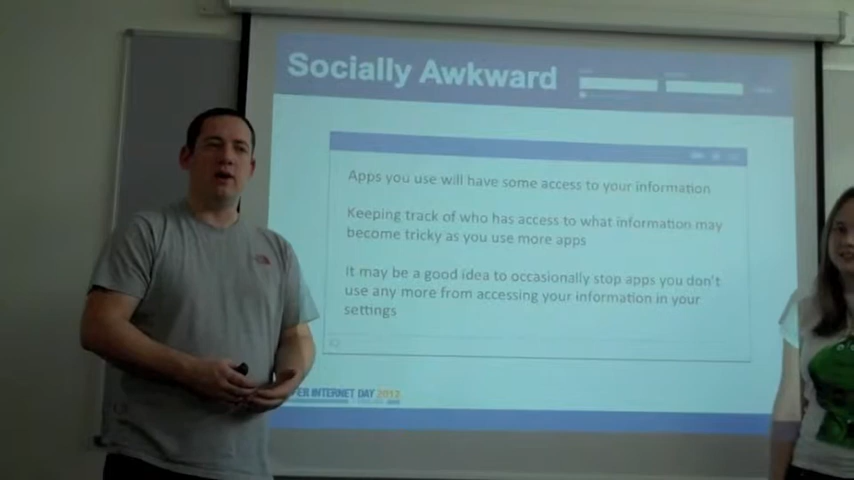 Socially Awkward
Apps you use will have some access to your information
Keeping track of who has access to what information may
become tricky as you use more apps
It may be a good idea to occasionally stop apps you don't
use any more from accessing your information in your
settings
INTERNET DAY 2012